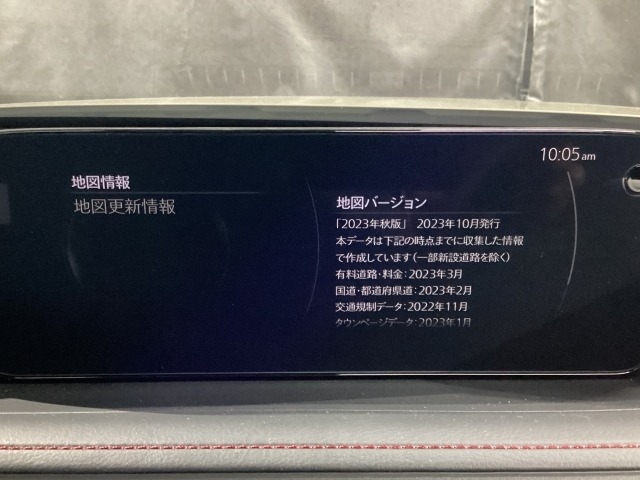 10:05 am
地図情報
地図更新情報
地図バージョン
「2023年秋版」 2023年10月発行
本データは下記の時点までに収集した情報
で作成しています(一部新設道路を除く)
有料道路・料金:2023年3月
国道・都道府県道:2023年2月
交通規制データ:2022年11月
タウンページデータ:2023年1月